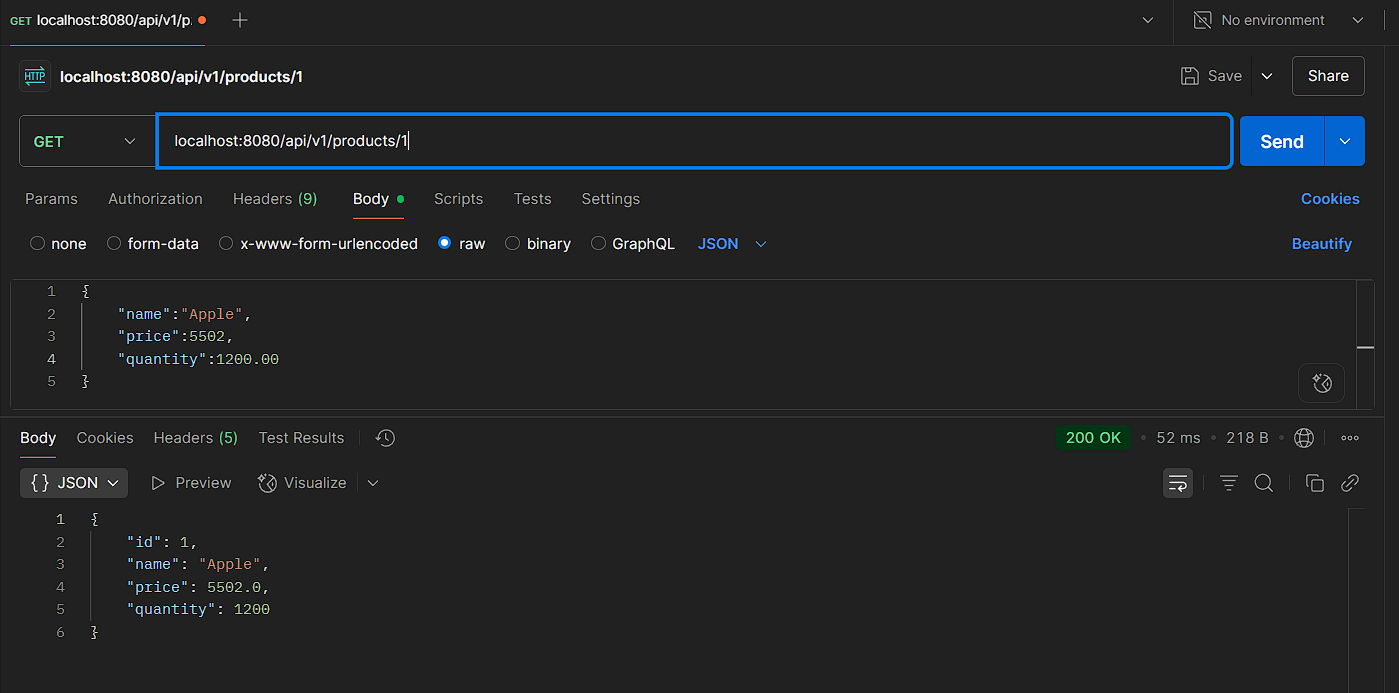 GET localhost:8080/api/v1/p. No environment
HTTP localhost:8080/api/v1/products/1 Save Share
GET localhost:8080/api/v1/products/1 Send
Params Authorization Headers (9) Body Scripts Tests Settings Cookies
none form-data x-www-form-urlencoded raw binary GraphQL JSON Beautify
1 {
2 "name":"Apple",
3 "price":5502,
4 "quantity":1200.00
5 }
Body Cookies Headers (5) Test Results 200 OK 52 ms 218 B
{} JSON Preview Visualize
1 {
2 "id": 1,
3 "name": "Apple",
4 "price": 5502.0,
5 "quantity": 1200
6 }